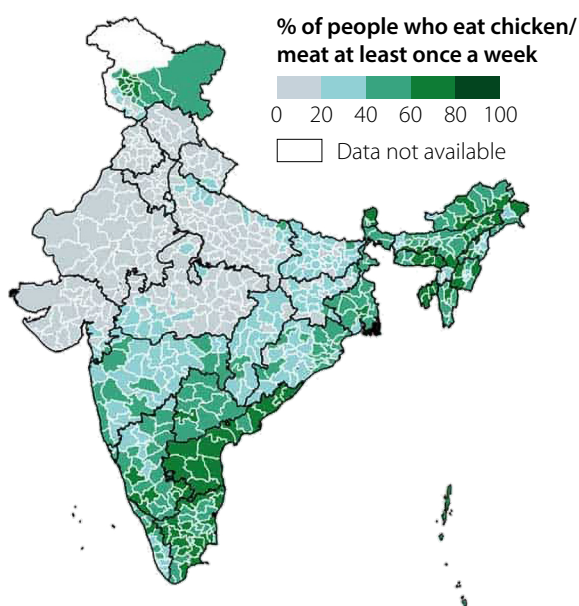 % of people who eat chicken/
meat at least once a week
0 20 40 60 80 100
Data not available